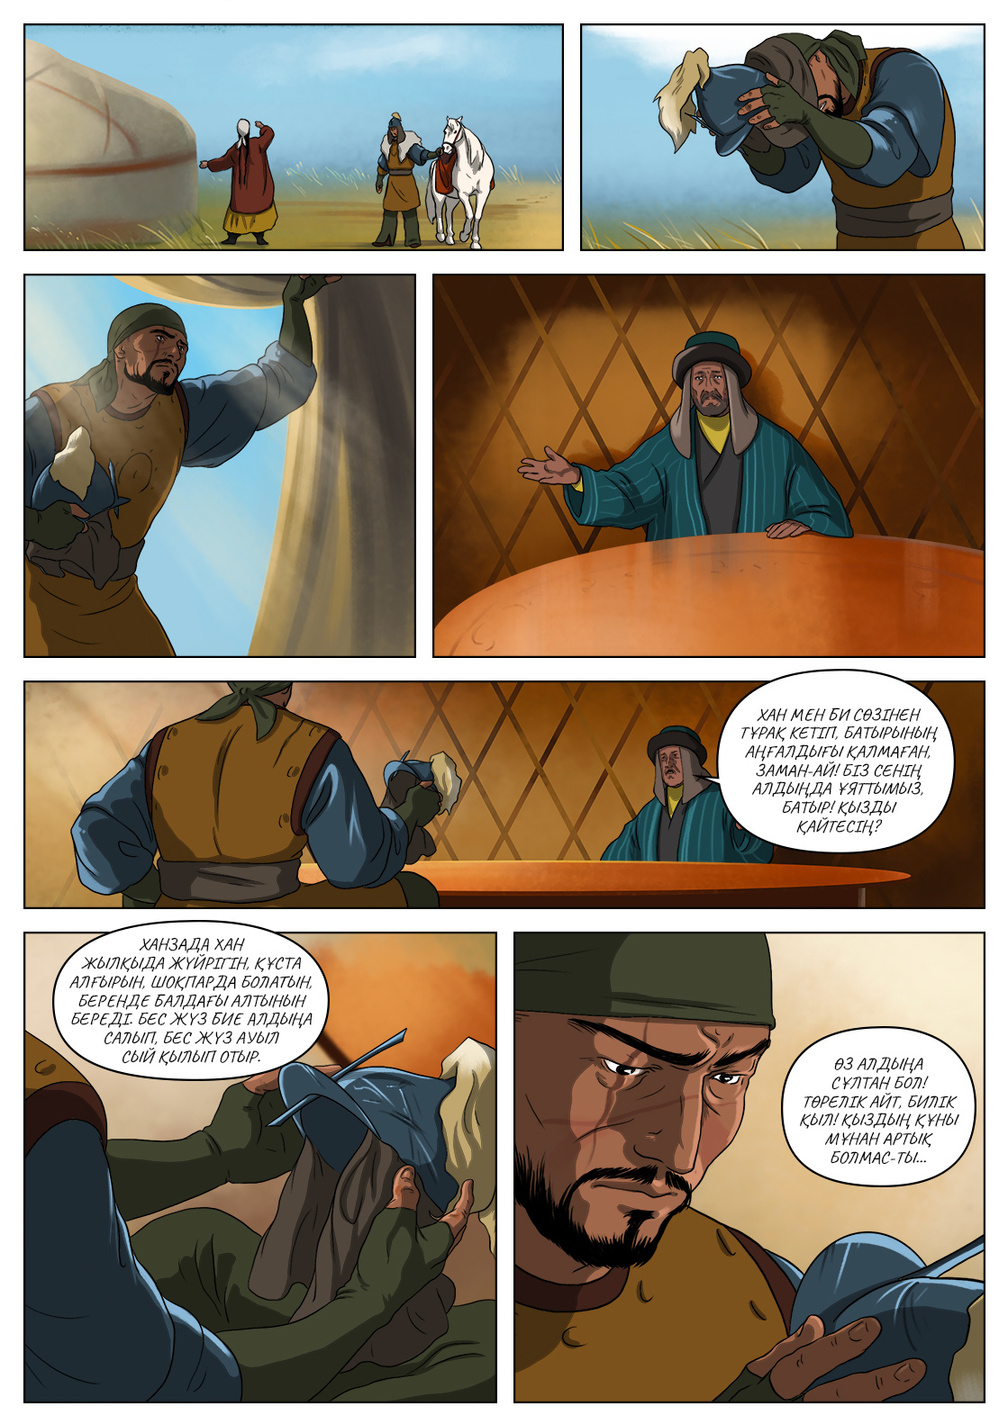 ХАН МЕН БИ СӨЗІНЕН
ТҰРАҚ КЕТІП, БАТЫРЫНЫҢ
АҢҒАЛДЫҒЫ ҚАЛМАҒАН,
ЗАМАН-АЙ! БІЗ СЕНІҢ
АЛДЫҢДА ҰЯТТЫМЫЗ,
БАТЫР! ҚЫЗДЫ
ҚАЙТЕСІҢ?
ХАНЗАДА ХАН
ЖЫЛҚЫДА ЖҮЙРІГІН, ҚҰСТА
АЛҒЫРЫН, ШОҚПАРДА БОЛАТЫН,
БЕРЕНДЕ БАЛДАҒЫ АЛТЫНЫН
БЕРЕДІ. БЕС ЖҮЗ БИЕ АЛДЫҢА
САЛЫП, БЕС ЖҮЗ АУЫЛ
СЫЙ ҚЫЛЫП ОТЫР.
ӨЗ АЛДЫҢА
СҰЛТАН БОЛ!
ТӨРЕЛІК АЙТ, БИЛІК
ҚЫЛ! ҚЫЗДЫҢ ҚҰНЫ
МҰНАН АРТЫҚ
БОЛМАС-ТЫ...